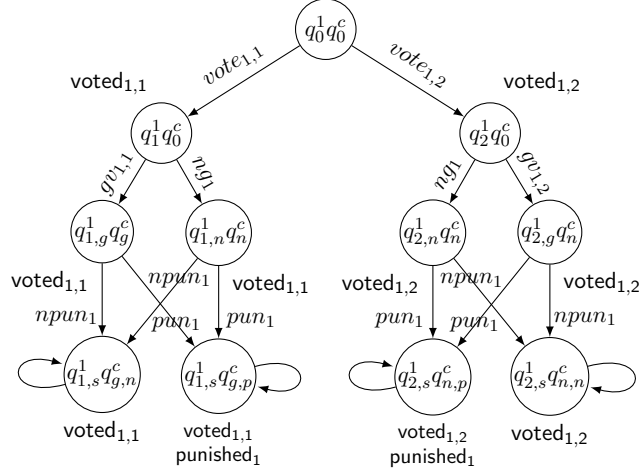 q_0^1 q_0^c
vote_{1,1}
vote_{1,2}
voted_{1,1}
voted_{1,2}
q_1^1 q_0^c
q_2^1 q_0^c
gv_{1,1}
ng_1
ng_1
gv_{1,2}
q_{1,g}^1 q_g^c
q_{1,n}^1 q_n^c
q_{2,n}^1 q_n^c
q_{2,g}^1 q_n^c
voted_{1,1}
npun_1
voted_{1,1}
voted_{1,2}
npun_1
voted_{1,2}
npun_1
pun_1
pun_1
pun_1
pun_1
npun_1
q_{1,s}^1 q_{g,n}^c
q_{1,s}^1 q_{g,p}^c
q_{2,s}^1 q_{n,p}^c
q_{2,s}^1 q_{n,n}^c
voted_{1,1}
voted_{1,1}
punished_1
voted_{1,2}
punished_1
voted_{1,2}